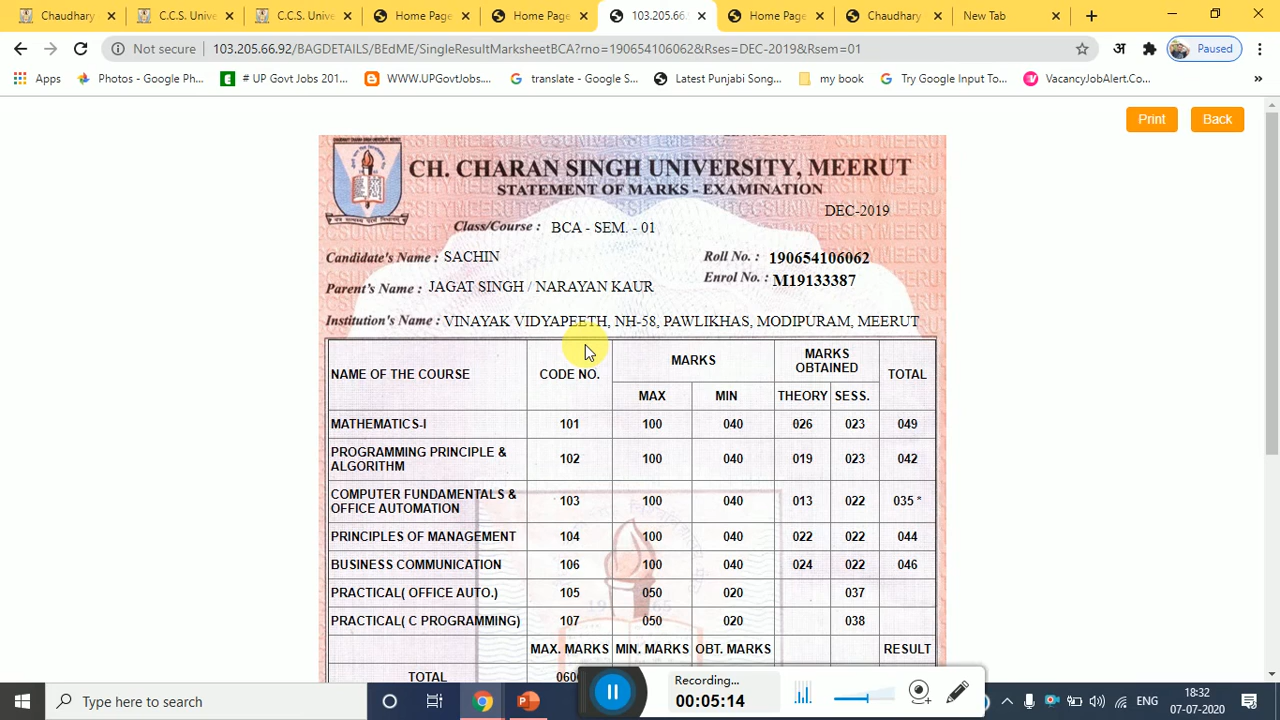 Chaudhary
C.C.S. Unive
C.C.S. Unive
Home Page
Home Page
103.205.66.
Home Page
Chaudhary
New Tab
Not secure
103.205.66.92/BAGDETAILS/BEdME/SingleResultMarksheetBCA?rno=190654106062&Rses=DEC-2019&Rsem=01
अ
Paused
Apps
Photos - Google Ph...
# UP Govt Jobs 201...
WWW.UPGovtJobs....
translate - Google S...
Latest Punjabi Song...
my book
Try Google Input To...
VacancyJobAlert.Co...
Print
Back
CH. CHARAN SINGH UNIVERSITY, MEERUT
STATEMENT OF MARKS - EXAMINATION
DEC-2019
Class/Course : BCA - SEM. - 01
Candidate's Name : SACHIN
Roll No. : 190654106062
Parent's Name : JAGAT SINGH / NARAYAN KAUR
Enrol No. : M19133387
Institution's Name : VINAYAK VIDYAPEETH, NH-58, PAWLIKHAS, MODIPURAM, MEERUT
NAME OF THE COURSE CODE NO. MARKS MARKS OBTAINED TOTAL
MAX MIN THEORY SESS.
MATHEMATICS-I 101 100 040 026 023 049
PROGRAMMING PRINCIPLE & ALGORITHM 102 100 040 019 023 042
COMPUTER FUNDAMENTALS & OFFICE AUTOMATION 103 100 040 013 022 035 *
PRINCIPLES OF MANAGEMENT 104 100 040 022 022 044
BUSINESS COMMUNICATION 106 100 040 024 022 046
PRACTICAL( OFFICE AUTO.) 105 050 020 037
PRACTICAL( C PROGRAMMING) 107 050 020 038
MAX. MARKS MIN. MARKS OBT. MARKS RESULT
TOTAL
Recording...
00:05:14
Type here to search
ENG
18:32
07-07-2020